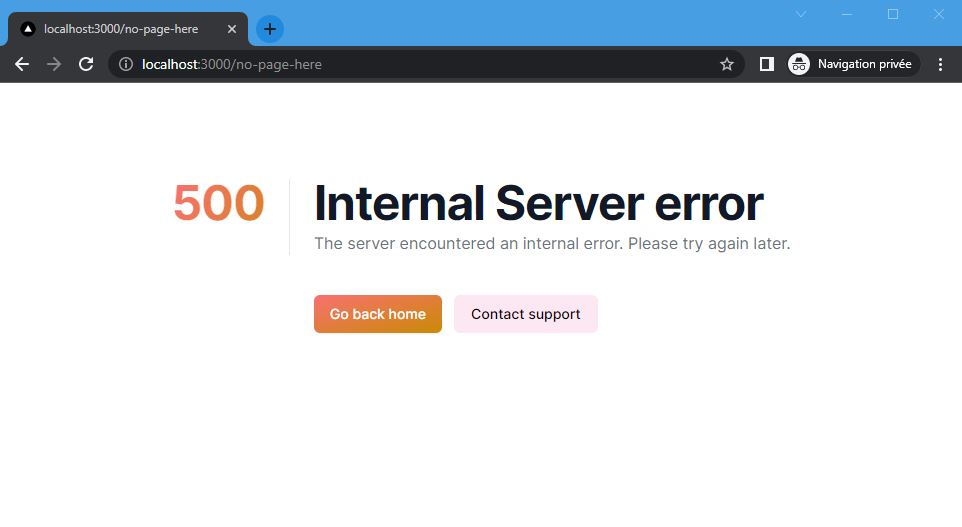 localhost:3000/no-page-here
localhost:3000/no-page-here
Navigation privée
500
Internal Server error
The server encountered an internal error. Please try again later.
Go back home
Contact support